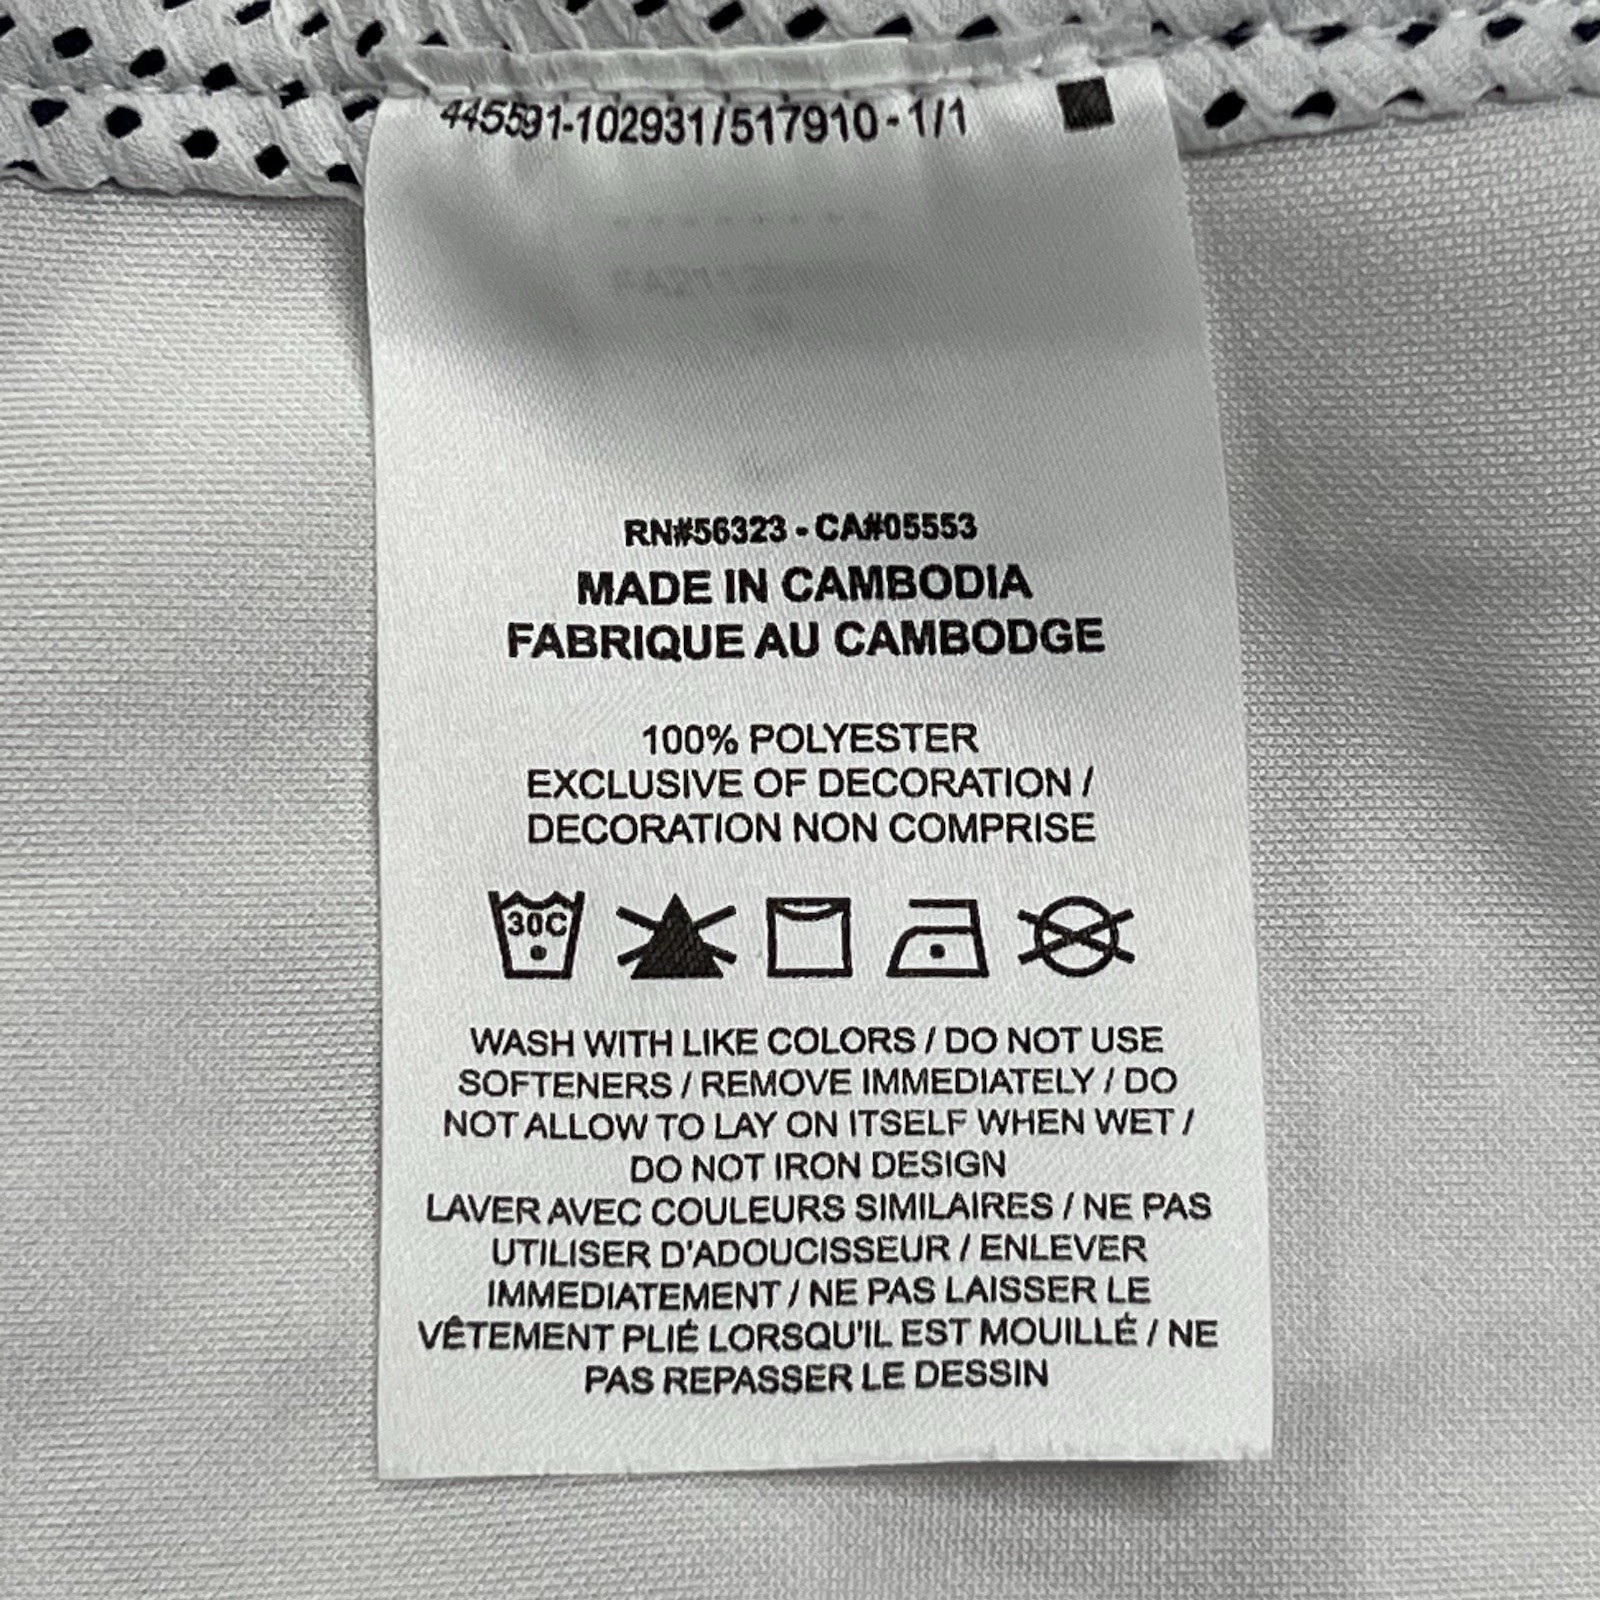 445591-102931/517910-1/1
RN#56323 - CA#05553
MADE IN CAMBODIA
FABRIQUE AU CAMBODGE
100% POLYESTER
EXCLUSIVE OF DECORATION /
DECORATION NON COMPRISE
30C
WASH WITH LIKE COLORS / DO NOT USE
SOFTENERS / REMOVE IMMEDIATELY / DO
NOT ALLOW TO LAY ON ITSELF WHEN WET /
DO NOT IRON DESIGN
LAVER AVEC COULEURS SIMILAIRES / NE PAS
UTILISER D'ADOUCISSEUR / ENLEVER
IMMEDIATEMENT / NE PAS LAISSER LE
VÊTEMENT PLIÉ LORSQU'IL EST MOUILLÉ / NE
PAS REPASSER LE DESSIN